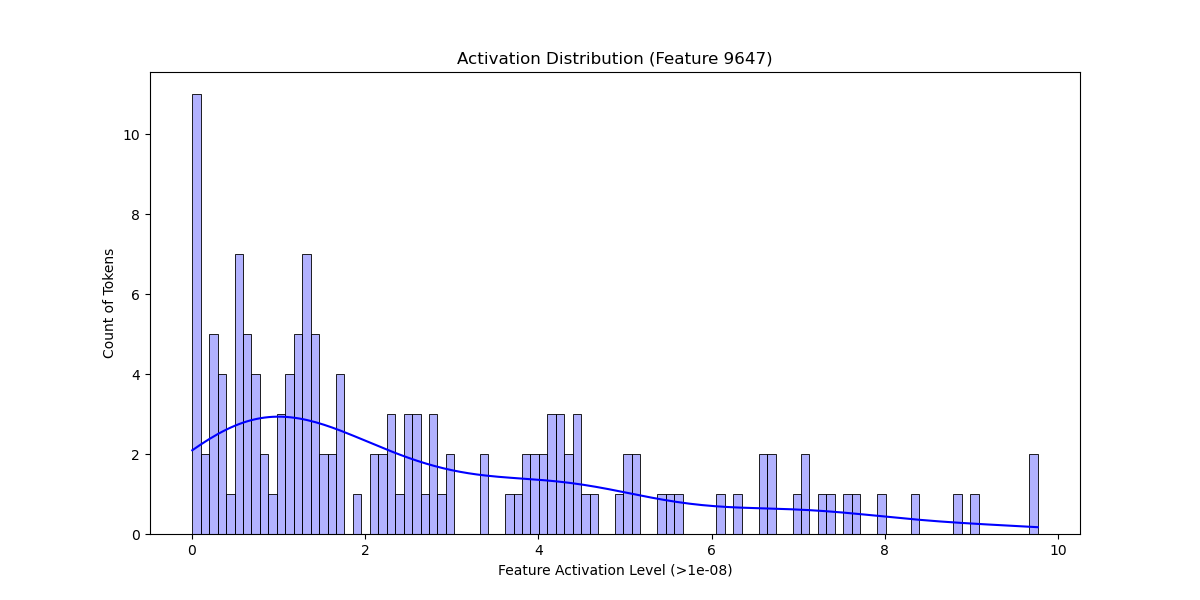 Activation Distribution (Feature 9647)
Count of Tokens
10
8
6
4
2
0
0 2 4 6 8 10
Feature Activation Level (>1e-08)